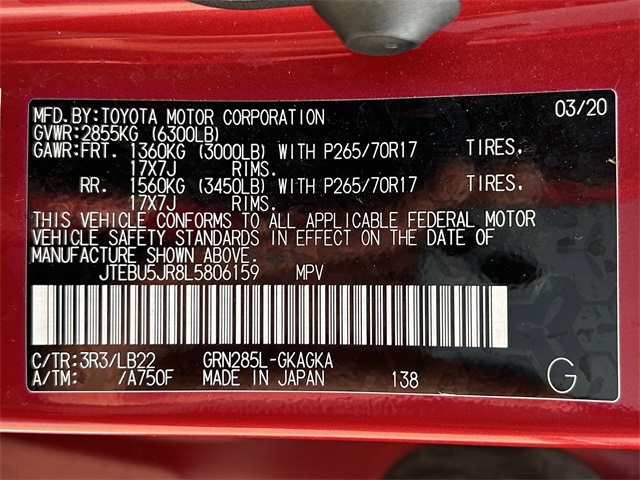 MFD.BY:TOYOTA MOTOR CORPORATION 03/20
GVWR:2855KG (6300LB)
GAWR:FRT. 1360KG (3000LB) WITH P265/70R17 TIRES,
17X7J RIMS.
RR. 1560KG (3450LB) WITH P265/70R17 TIRES,
17X7J RIMS.
THIS VEHICLE CONFORMS TO ALL APPLICABLE FEDERAL MOTOR
VEHICLE SAFETY STANDARDS IN EFFECT ON THE DATE OF
MANUFACTURE SHOWN ABOVE.
JTEBU5JR8L5806159 MPV
C/TR:3R3/LB22 GRN285L-GKAGKA
A/TM: /A750F MADE IN JAPAN 138 G